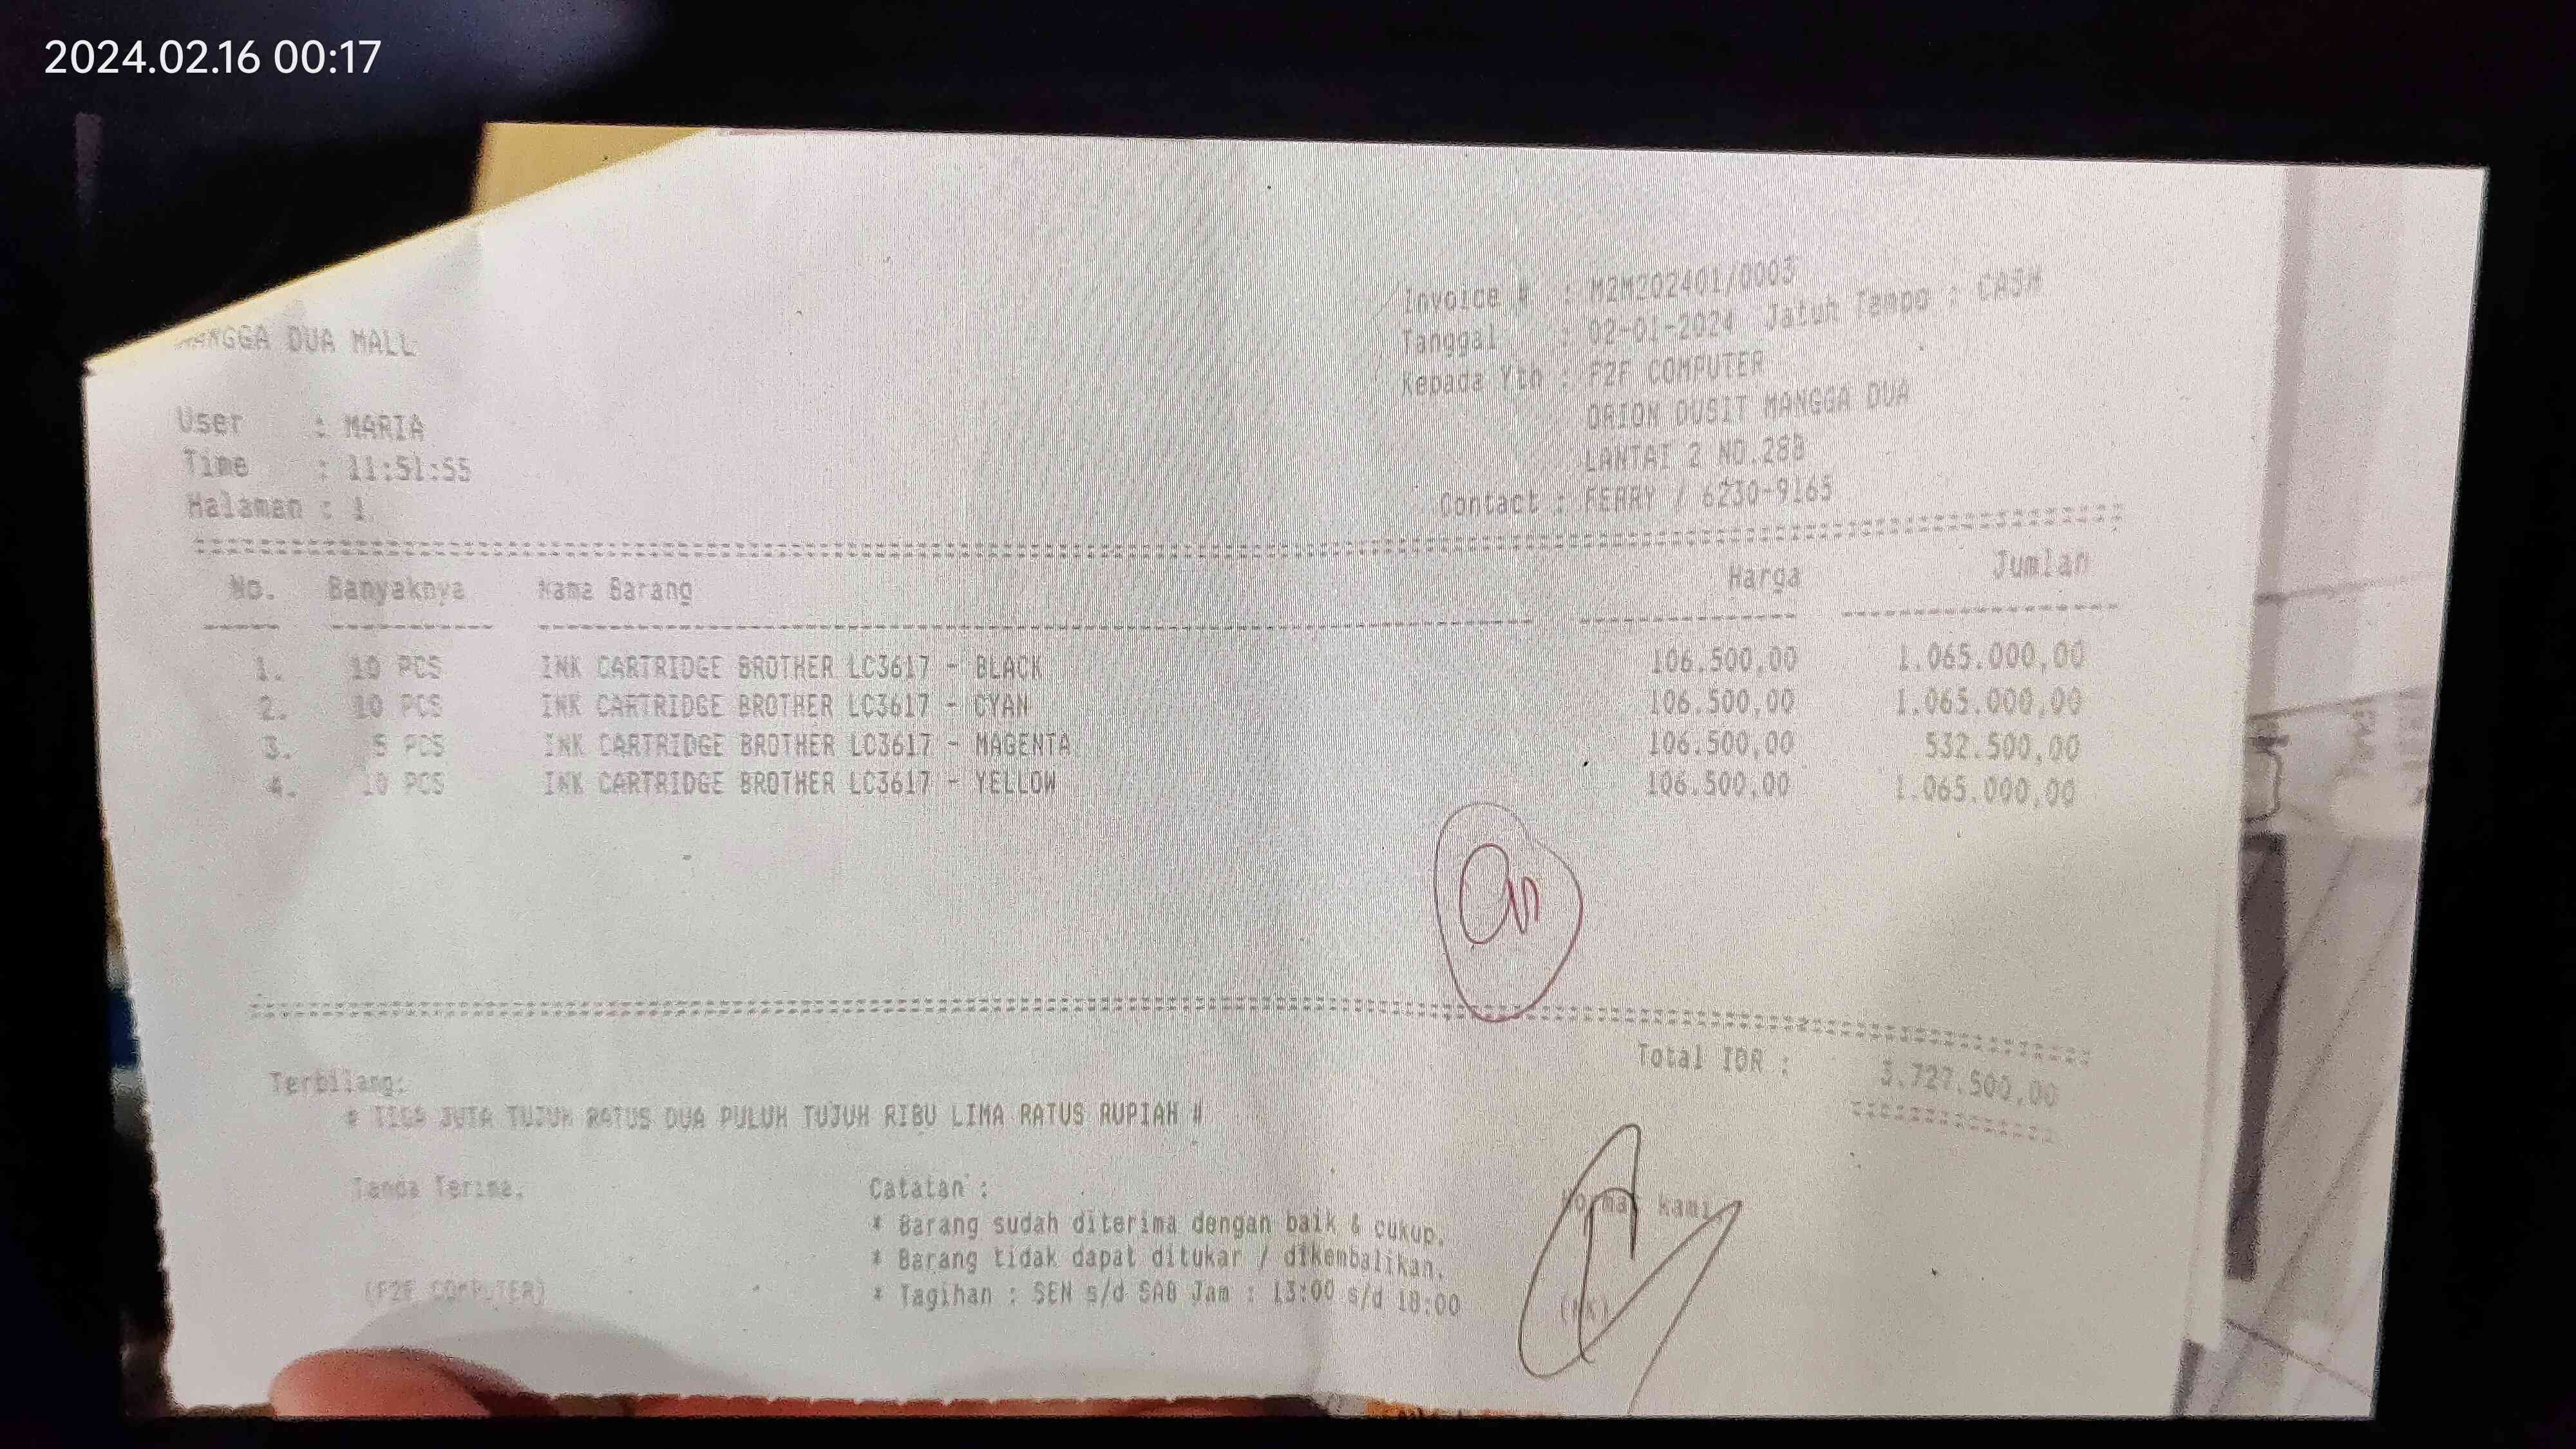 2024.02.16 00:17
MANGGA DUA MALL
Invoice # : M2M202401/0003
Tanggal : 02-01-2024 Jatuh Tempo : CASH
Kepada Yth : F2F COMPUTER
ORION DUSIT MANGGA DUA
LANTAI 2 NO.28B
Contact : FERRY / 6230-9165
User : MARIA
Time : 11:51:55
Halaman : 1
No. Banyaknya Nama Barang Harga Jumlah
1. 10 PCS INK CARTRIDGE BROTHER LC3617 - BLACK 106.500,00 1.065.000,00
2. 10 PCS INK CARTRIDGE BROTHER LC3617 - CYAN 106.500,00 1.065.000,00
3. 5 PCS INK CARTRIDGE BROTHER LC3617 - MAGENTA 106.500,00 532.500,00
4. 10 PCS INK CARTRIDGE BROTHER LC3617 - YELLOW 106.500,00 1.065.000,00
Total IDR : 3.727.500,00
Terbilang:
# TIGA JUTA TUJUH RATUS DUA PULUH TUJUH RIBU LIMA RATUS RUPIAH #
Tanda Terima, Catatan : Hormat kami,
* Barang sudah diterima dengan baik & cukup.
* Barang tidak dapat ditukar / dikembalikan.
(F2F COMPUTER) * Tagihan : SEN s/d SAB Jam : 13:00 s/d 18:00